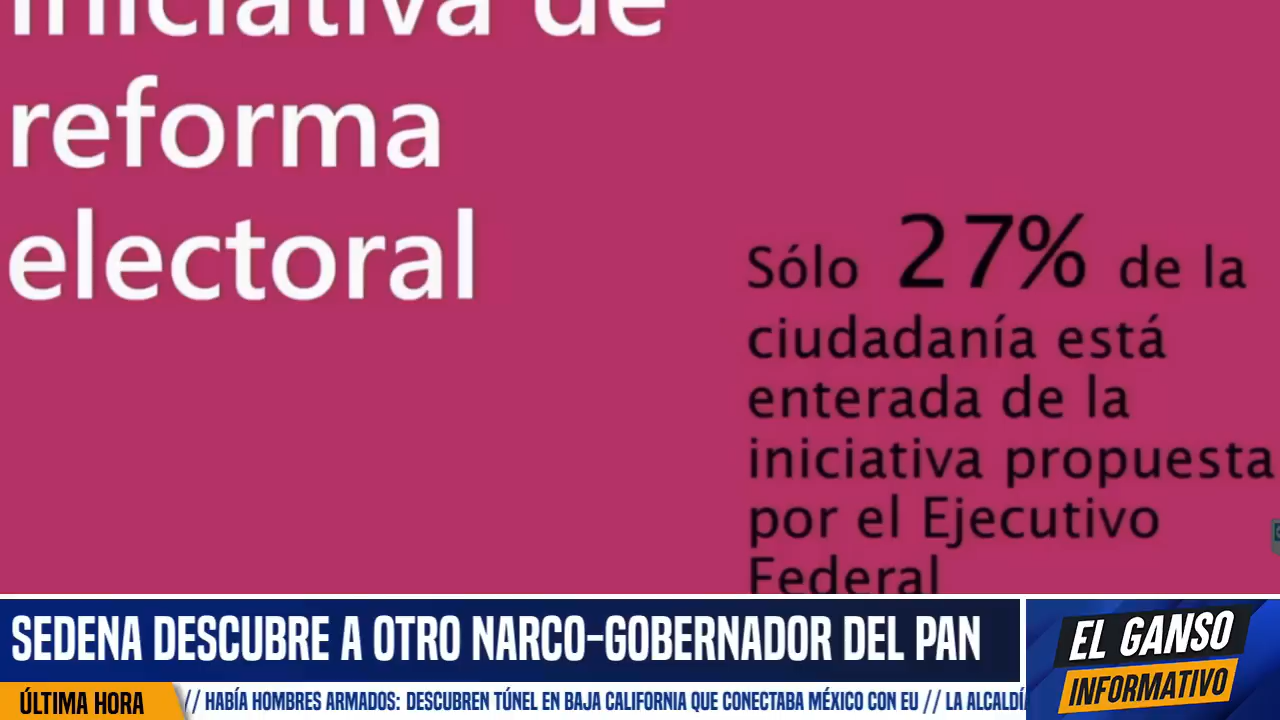 iniciativa de
reforma
electoral
Sólo 27% de la
ciudadanía está
enterada de la
iniciativa propuesta
por el Ejecutivo
Federal
SEDENA DESCUBRE A OTRO NARCO-GOBERNADOR DEL PAN
EL GANSO
INFORMATIVO
ÚLTIMA HORA
// HABÍA HOMBRES ARMADOS: DESCUBREN TÚNEL EN BAJA CALIFORNIA QUE CONECTABA MÉXICO CON EU // LA ALCALDÍA